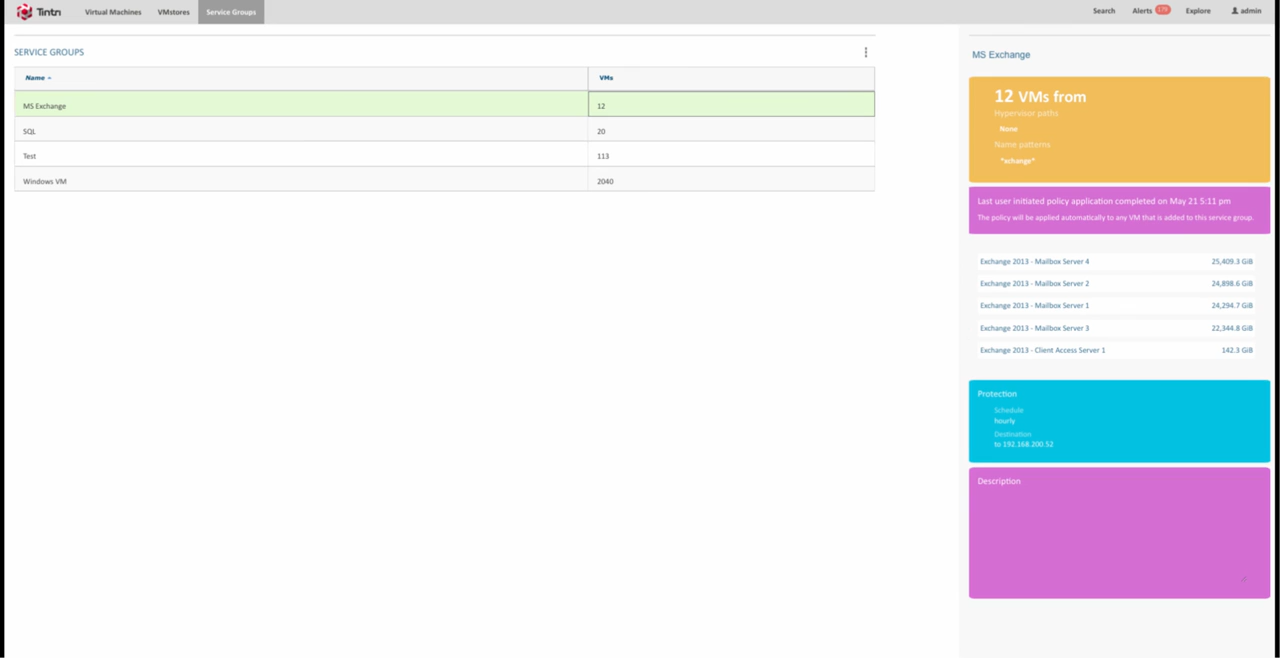 Tintri Virtual Machines VMstores Service Groups Search Alerts 179 Explore admin
SERVICE GROUPS
Name VMs
MS Exchange 12
SQL 20
Test 113
Windows VM 2040
MS Exchange
12 VMs from
Hypervisor paths
None
Name patterns
*xchange*
Last user initiated policy application completed on May 21 5:11 pm
The policy will be applied automatically to any VM that is added to this service group.
Exchange 2013 - Mailbox Server 4 25,409.3 GiB
Exchange 2013 - Mailbox Server 2 24,898.6 GiB
Exchange 2013 - Mailbox Server 1 24,294.7 GiB
Exchange 2013 - Mailbox Server 3 22,344.8 GiB
Exchange 2013 - Client Access Server 1 142.3 GiB
Protection
Schedule
hourly
Destination
to 192.168.200.52
Description